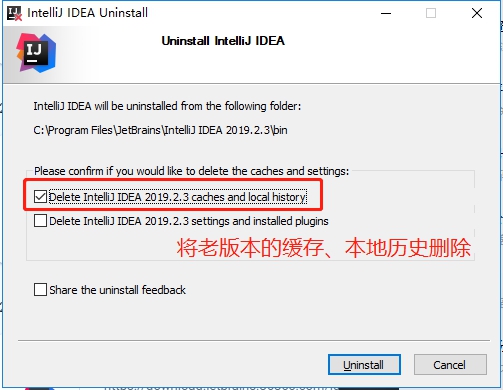 IntelliJ IDEA Uninstall
IJ
Uninstall IntelliJ IDEA
IntelliJ IDEA will be uninstalled from the following folder:
C:\Program Files\JetBrains\IntelliJ IDEA 2019.2.3\bin
Please confirm if you would like to delete the caches and settings:
Delete IntelliJ IDEA 2019.2.3 caches and local history
Delete IntelliJ IDEA 2019.2.3 settings and installed plugins
将老版本的缓存、本地历史删除
Share the uninstall feedback
Uninstall
Cancel